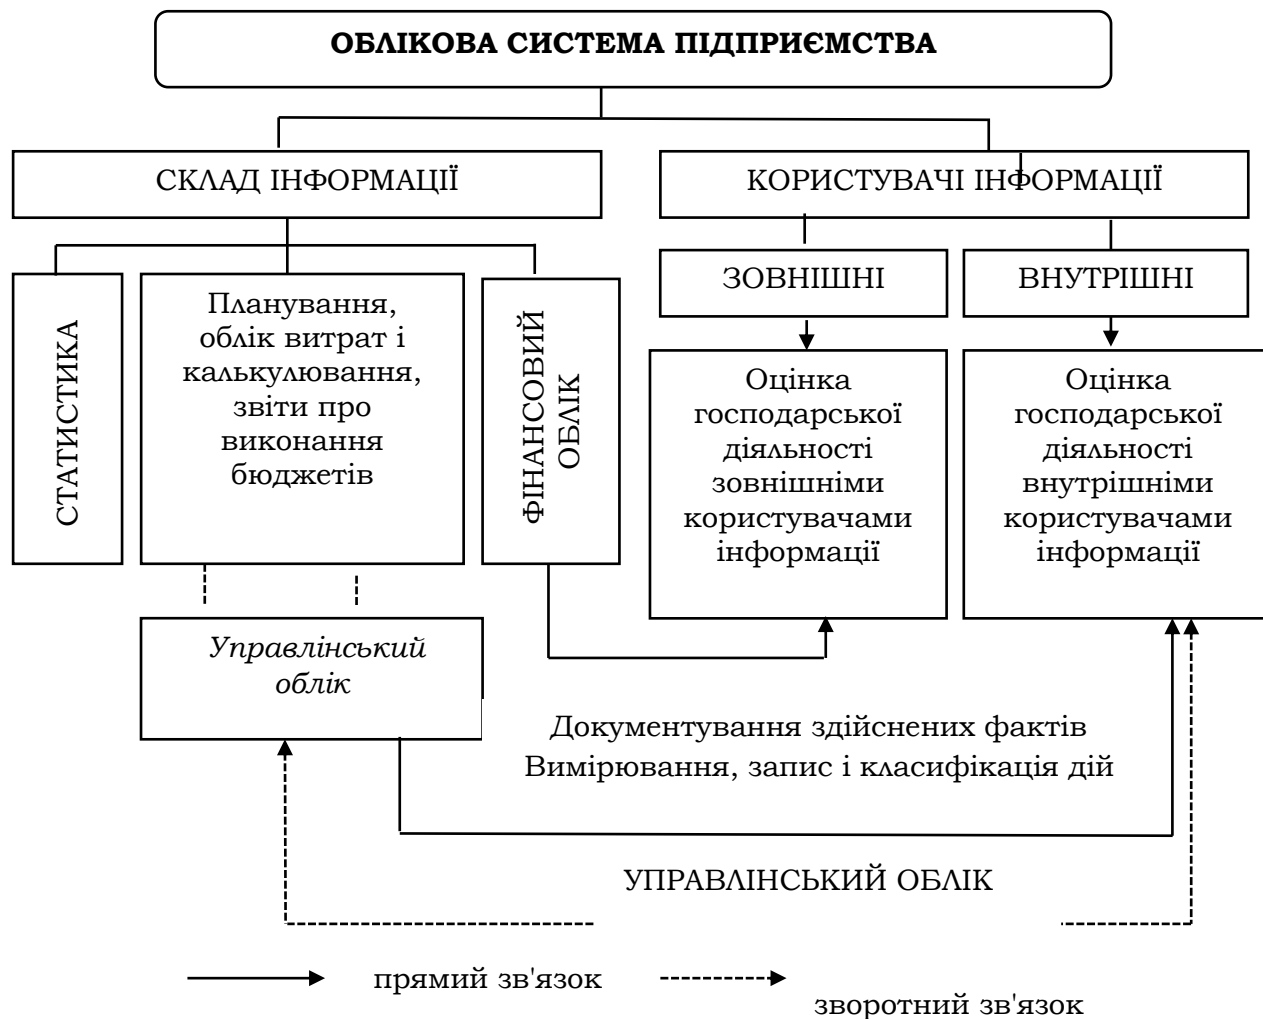 ОБЛІКОВА СИСТЕМА ПІДПРИЄМСТВА
СКЛАД ІНФОРМАЦІЇ
КОРИСТУВАЧІ ІНФОРМАЦІЇ
СТАТИСТИКА
Планування,
облік витрат і
калькулювання,
звіти про
виконання
бюджетів
ФІНАНСОВИЙ
ОБЛІК
ЗОВНІШНІ
ВНУТРІШНІ
Оцінка
господарської
діяльності
зовнішніми
користувачами
інформації
Оцінка
господарської
діяльності
внутрішніми
користувачами
інформації
Управлінський
облік
Документування здійснених фактів
Вимірювання, запис і класифікація дій
УПРАВЛІНСЬКИЙ ОБЛІК
прямий зв'язок
зворотний зв'язок